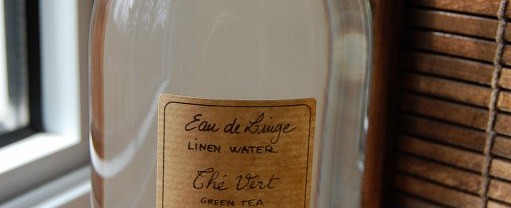 Eau de Linge
LINEN WATER
Thé Vert
GREEN TEA